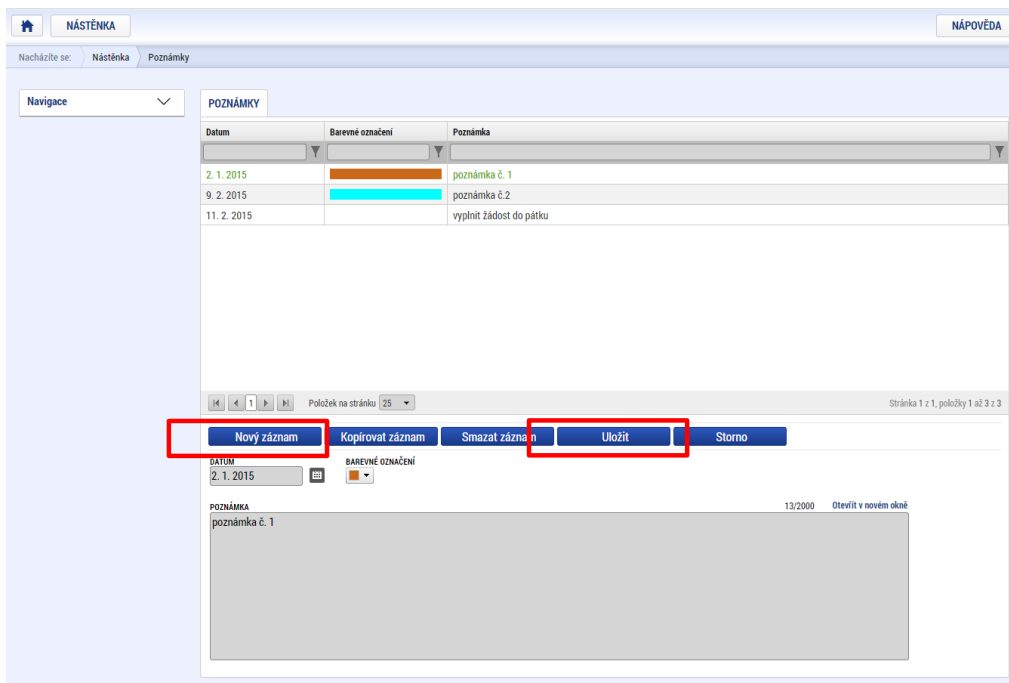 NÁSTĚNKA NÁPOVĚDA
Nacházíte se: Nástěnka Poznámky
Navigace
POZNÁMKY
Datum Barevné označení Poznámka
2. 1. 2015 poznámka č. 1
9. 2. 2015 poznámka č.2
11. 2. 2015 vyplnit žádost do pátku
1 Položek na stránku 25 Stránka 1 z 1, položky 1 až 3 z 3
Nový záznam Kopírovat záznam Smazat záznam Uložit Storno
DATUM BAREVNÉ OZNAČENÍ
2. 1. 2015
POZNÁMKA 13/2000 Otevřít v novém okně
poznámka č. 1